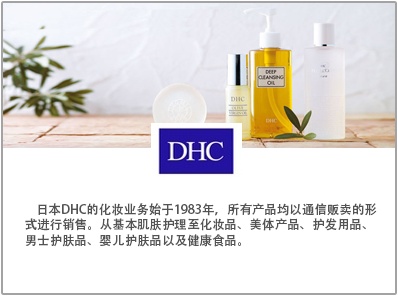 DHC
DEEP
CLEANSING
OIL
DHC
DHC
日本DHC的化妆业务始于1983年，所有产品均以通信贩卖的形
式进行销售。从基本肌肤护理至化妆品、美体产品、护发用品、
男士护肤品、婴儿护肤品以及健康食品。